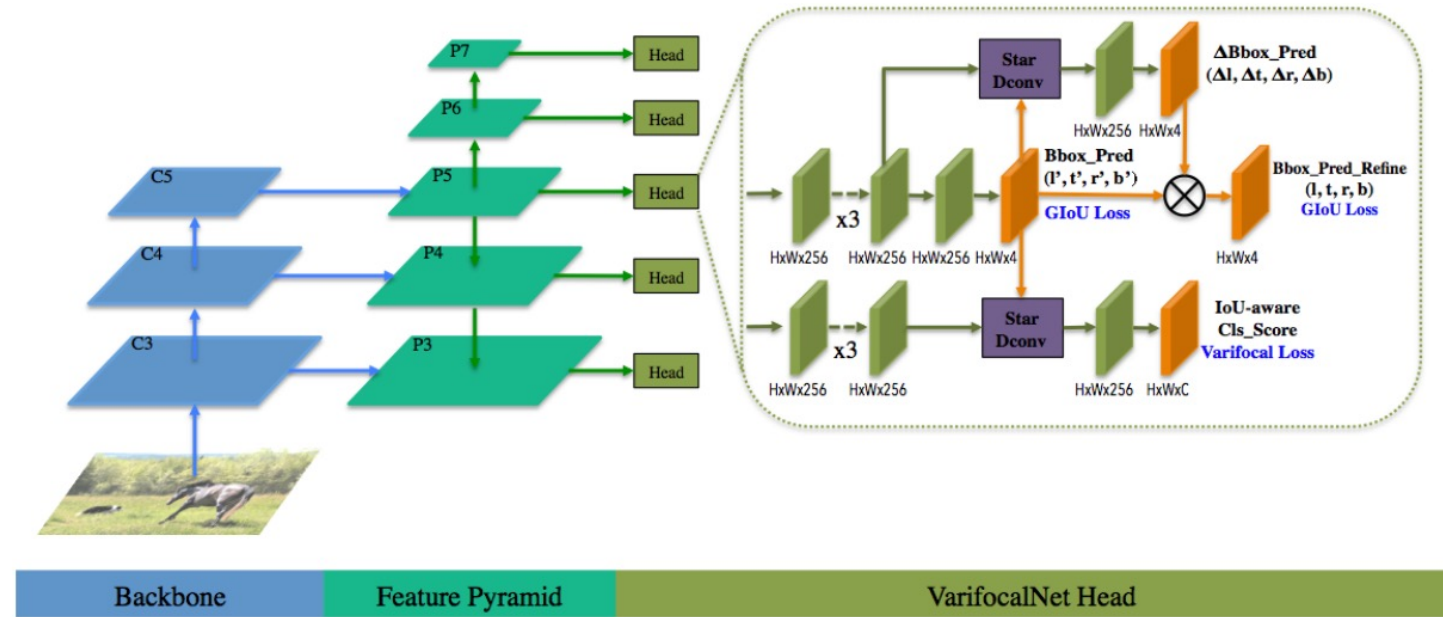 P7
Head
P6
Head
C5
P5
Head
C4
P4
Head
C3
P3
Head
Star
Dconv
ΔBbox_Pred
(Δl, Δt, Δr, Δb)
HxWx256
HxWx4
Bbox_Pred
(l’, t’, r’, b’)
GIoU Loss
Bbox_Pred_Refine
(l, t, r, b)
GIoU Loss
x3
HxWx256
HxWx256
HxWx256
HxWx4
HxWx4
Star
Dconv
IoU-aware
Cls_Score
Varifocal Loss
x3
HxWx256
HxWx256
HxWx256
HxWxC
Backbone
Feature Pyramid
VarifocalNet Head